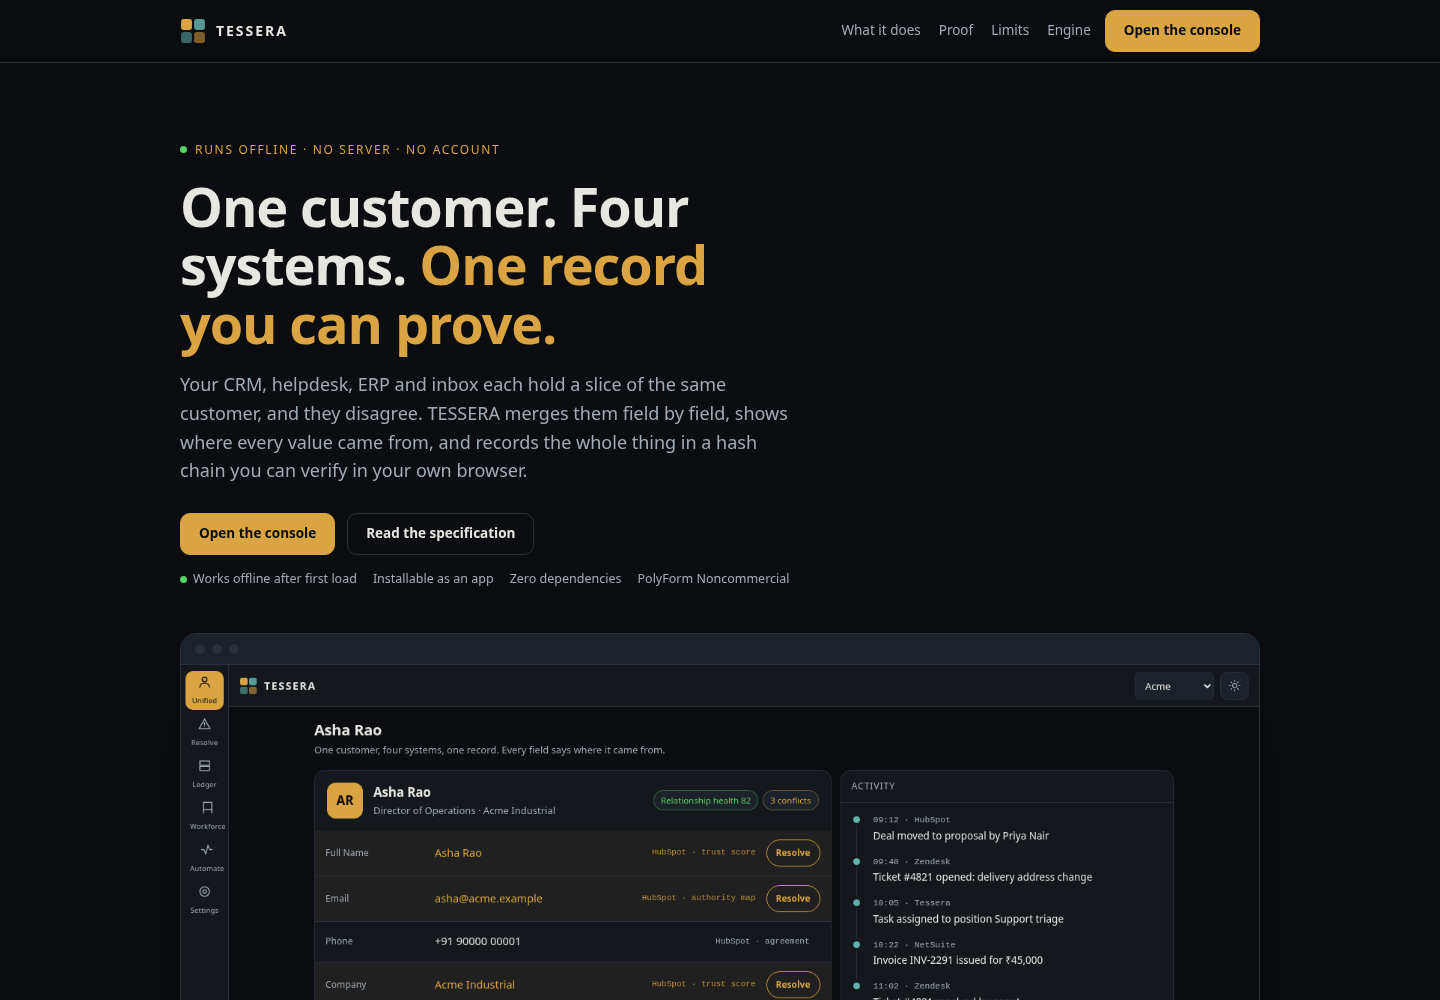 TESSERA
What it does Proof Limits Engine Open the console
RUNS OFFLINE · NO SERVER · NO ACCOUNT
One customer. Four
systems. One record
you can prove.
Your CRM, helpdesk, ERP and inbox each hold a slice of the same
customer, and they disagree. TESSERA merges them field by field, shows
where every value came from, and records the whole thing in a hash
chain you can verify in your own browser.
Open the console Read the specification
Works offline after first load Installable as an app Zero dependencies PolyForm Noncommercial
Unified
Resolve
Ledger
Workforce
Automate
Settings
TESSERA
Acme
Asha Rao
One customer, four systems, one record. Every field says where it came from.
AR
Asha Rao
Director of Operations · Acme Industrial
Relationship health 82 3 conflicts
Full Name Asha Rao HubSpot · trust score Resolve
Email asha@acme.example HubSpot · authority map Resolve
Phone +91 90000 00001 HubSpot · agreement
Company Acme Industrial HubSpot · trust score Resolve
ACTIVITY
09:12 · HubSpot
Deal moved to proposal by Priya Nair
09:40 · Zendesk
Ticket #4821 opened: delivery address change
10:05 · Tessera
Task assigned to position Support triage
10:22 · NetSuite
Invoice INV-2291 issued for ₹45,000
11:02 · Zendesk